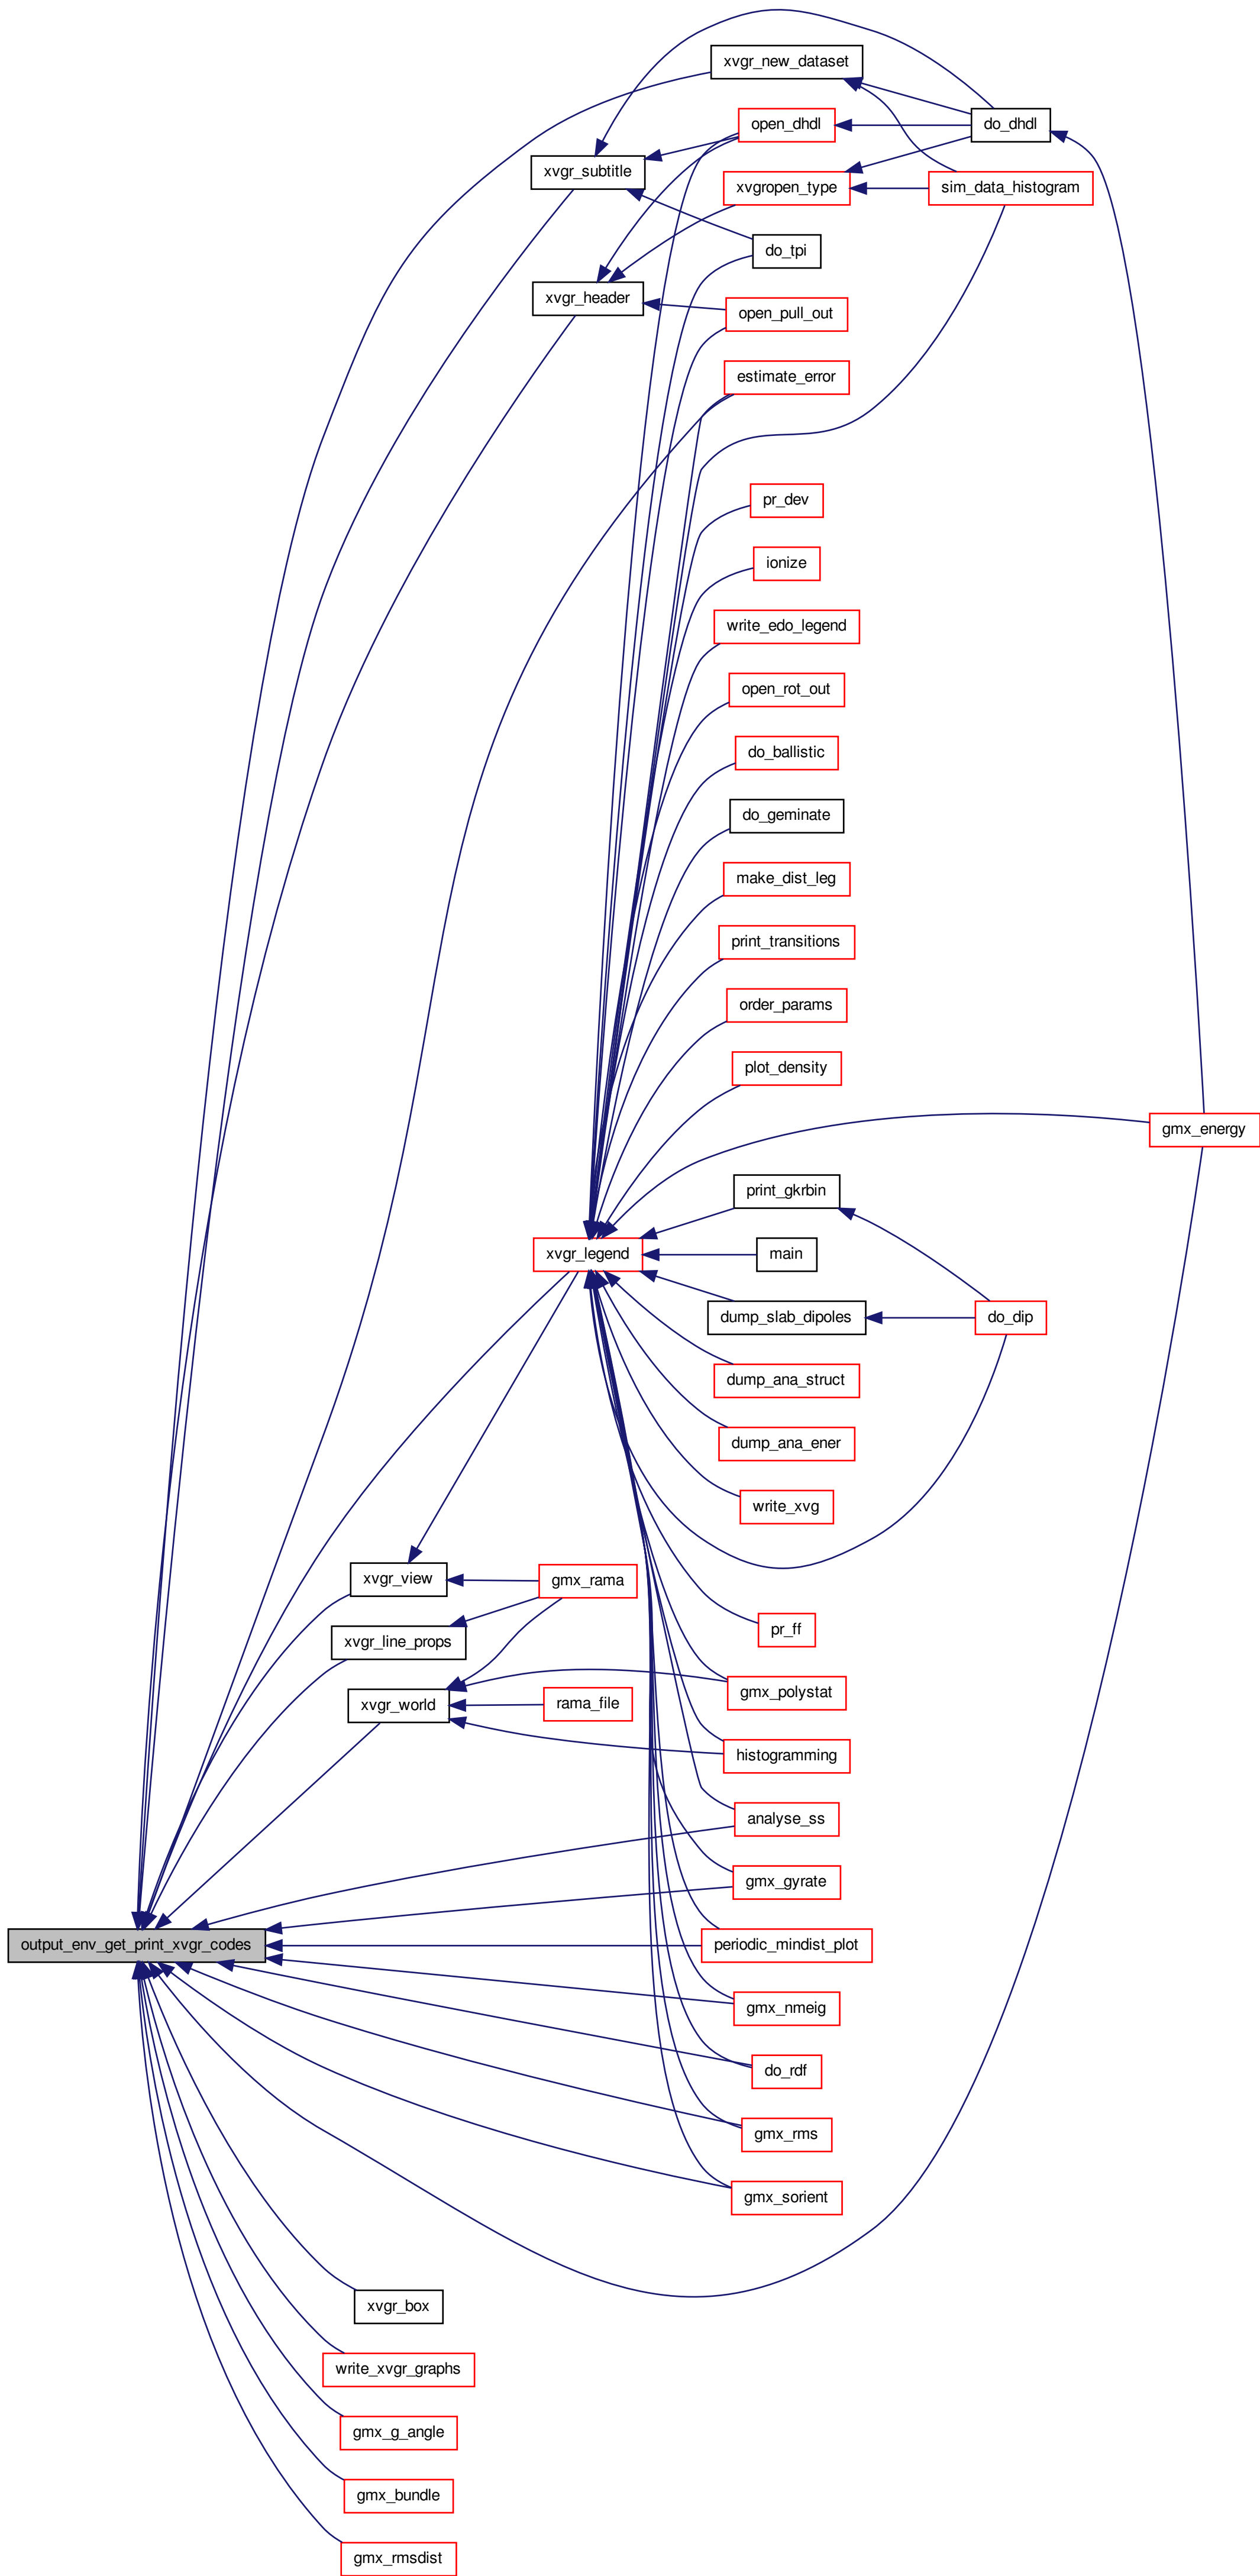 xvgr_new_dataset
open_dhdl
do_dhdl
xvgr_subtitle
xvgropen_type
sim_data_histogram
do_tpi
xvgr_header
open_pull_out
estimate_error
pr_dev
ionize
write_edo_legend
open_rot_out
do_ballistic
do_geminate
make_dist_leg
print_transitions
order_params
plot_density
gmx_energy
print_gkrbin
xvgr_legend
main
dump_slab_dipoles
do_dip
dump_ana_struct
dump_ana_ener
write_xvg
xvgr_view
gmx_rama
pr_ff
xvgr_line_props
gmx_polystat
xvgr_world
rama_file
histogramming
analyse_ss
gmx_gyrate
output_env_get_print_xvgr_codes
periodic_mindist_plot
gmx_nmeig
do_rdf
gmx_rms
gmx_sorient
xvgr_box
write_xvgr_graphs
gmx_g_angle
gmx_bundle
gmx_rmsdist